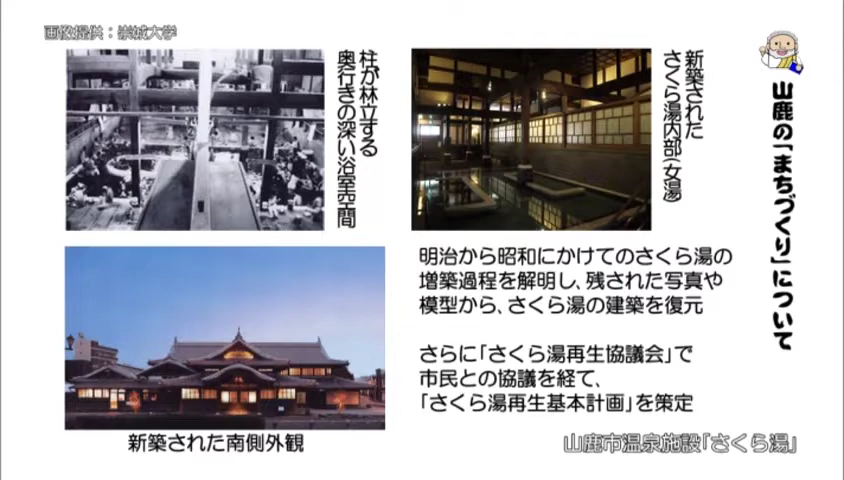 画像提供：崇城大学
山鹿の「まちづくり」について
柱が林立する
奥行きの深い浴室空間
新築された
さくら湯内部(女湯)
明治から昭和にかけてのさくら湯の
増築過程を解明し、残された写真や
模型から、さくら湯の建築を復元
さらに「さくら湯再生協議会」で
市民との協議を経て、
「さくら湯再生基本計画」を策定
新築された南側外観
山鹿市温泉施設「さくら湯」